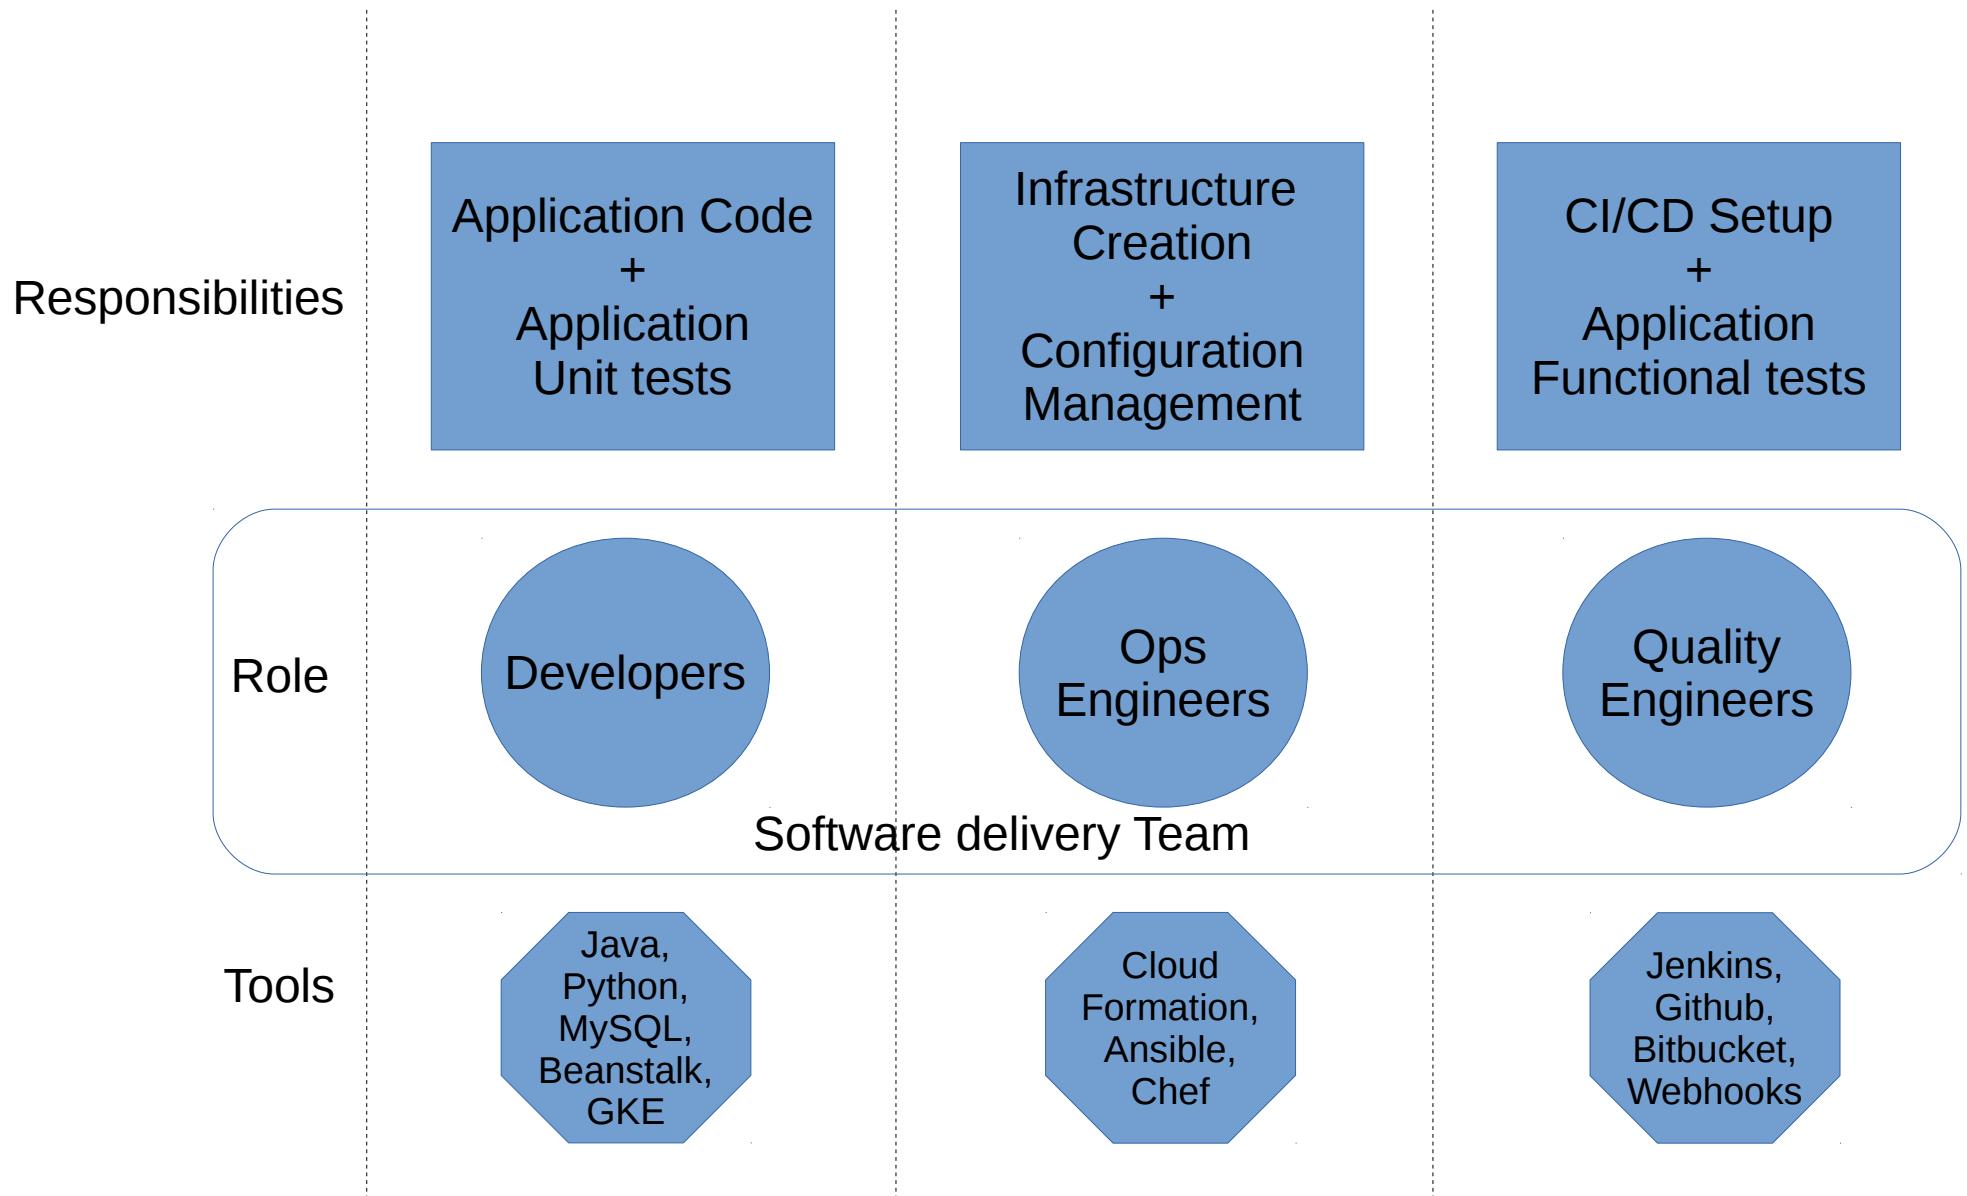 Responsibilities
Application Code
+
Application
Unit tests
Infrastructure
Creation
+
Configuration
Management
CI/CD Setup
+
Application
Functional tests
Role
Developers
Ops
Engineers
Quality
Engineers
Software delivery Team
Tools
Java,
Python,
MySQL,
Beanstalk,
GKE
Cloud
Formation,
Ansible,
Chef
Jenkins,
Github,
Bitbucket,
Webhooks